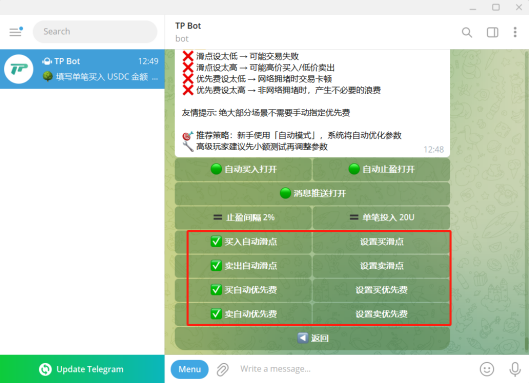 Search
TP Bot
12:49
填写单笔买入 USDC 金额 ...
Update Telegram
TP Bot
bot
❌ 滑点设太低 → 可能交易失败
❌ 滑点设太高 → 可能高价买入/低价卖出
❌ 优先费设太低 → 网络拥堵时交易卡顿
❌ 优先费设太高 → 非网络拥堵时，产生不必要的浪费
友情提示: 绝大部分场景不需要手动指定优先费
🎯 推荐策略：新手使用「自动模式」，系统将自动优化参数
🔧 高级玩家建议先小额测试再调整参数
12:48
🟢 自动买入打开 🟢 自动止盈打开
🟢 消息推送打开
〓 止盈间隔 2% 〓 单笔投入 20U
✅ 买入自动滑点 设置买滑点
✅ 卖出自动滑点 设置卖滑点
✅ 买自动优先费 设置买优先费
✅ 卖自动优先费 设置卖优先费
◀️ 返回
Menu
Write a message...